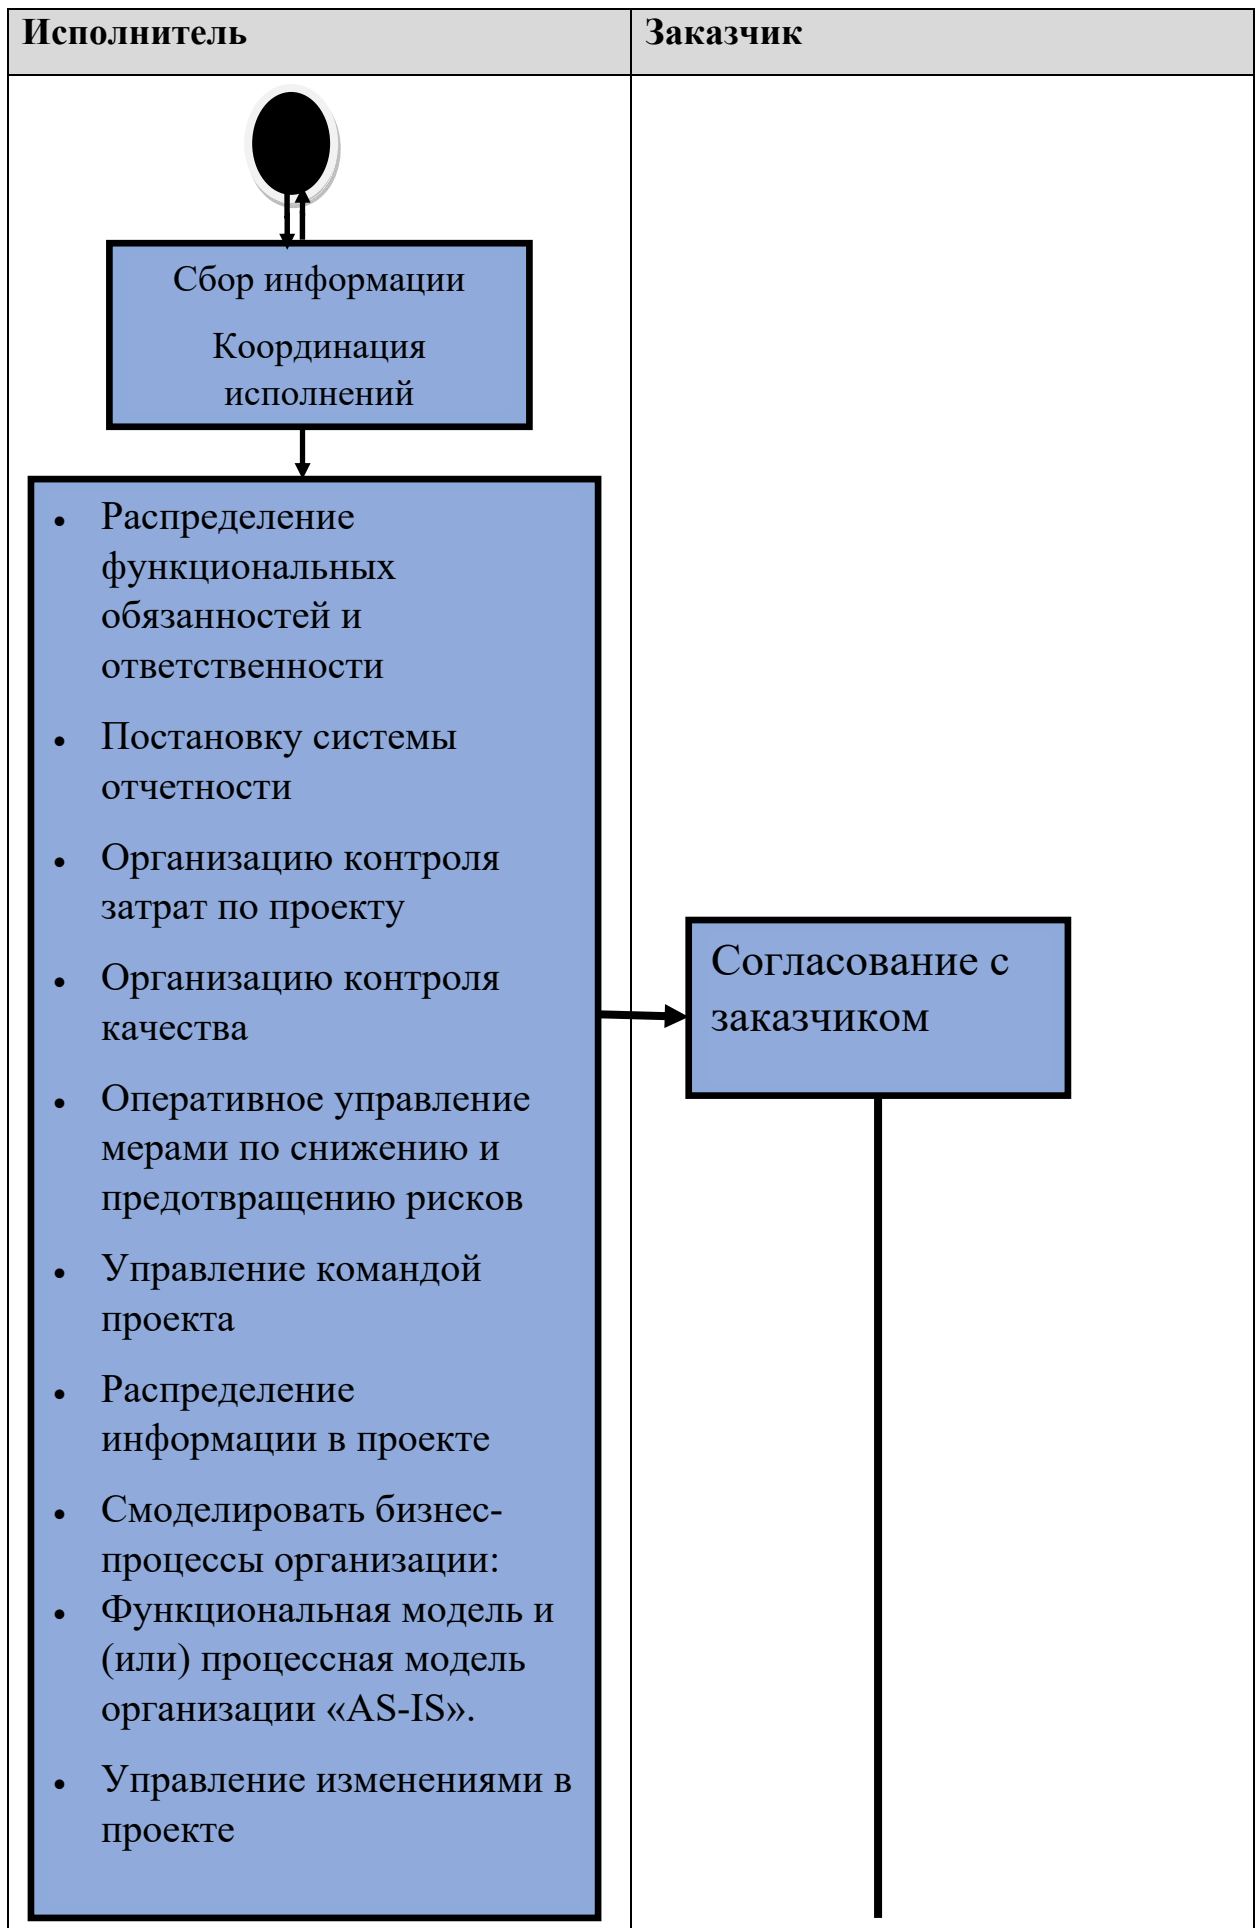 Исполнитель
Заказчик
Сбор информации
Координация
исполнений
• Распределение
функциональных
обязанностей и
ответственности
• Постановку системы
отчетности
• Организацию контроля
затрат по проекту
• Организацию контроля
качества
• Оперативное управление
мерами по снижению и
предотвращению рисков
• Управление командой
проекта
• Распределение
информации в проекте
• Смоделировать бизнес-
процессы организации:
• Функциональная модель и
(или) процессная модель
организации «AS-IS».
• Управление изменениями в
проекте
Согласование с
заказчиком